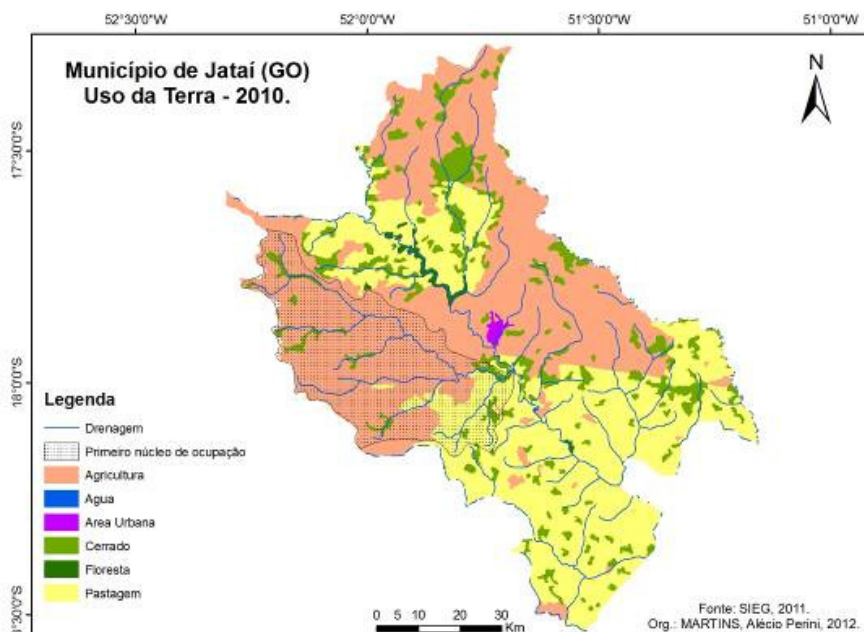 52°30'0"W 52°0'0"W 51°30'0"W 51°0'0"W
Município de Jataí (GO)
Uso da Terra - 2010.
N
17°30'0"S
18°0'0"S
Legenda
Drenagem
Primeiro núcleo de ocupação
Agricultura
Agua
Area Urbana
Cerrado
Floresta
Pastagem
0 5 10 20 30
Km
Fonte: SIEG, 2011.
Org.: MARTINS, Alécio Perini, 2012.